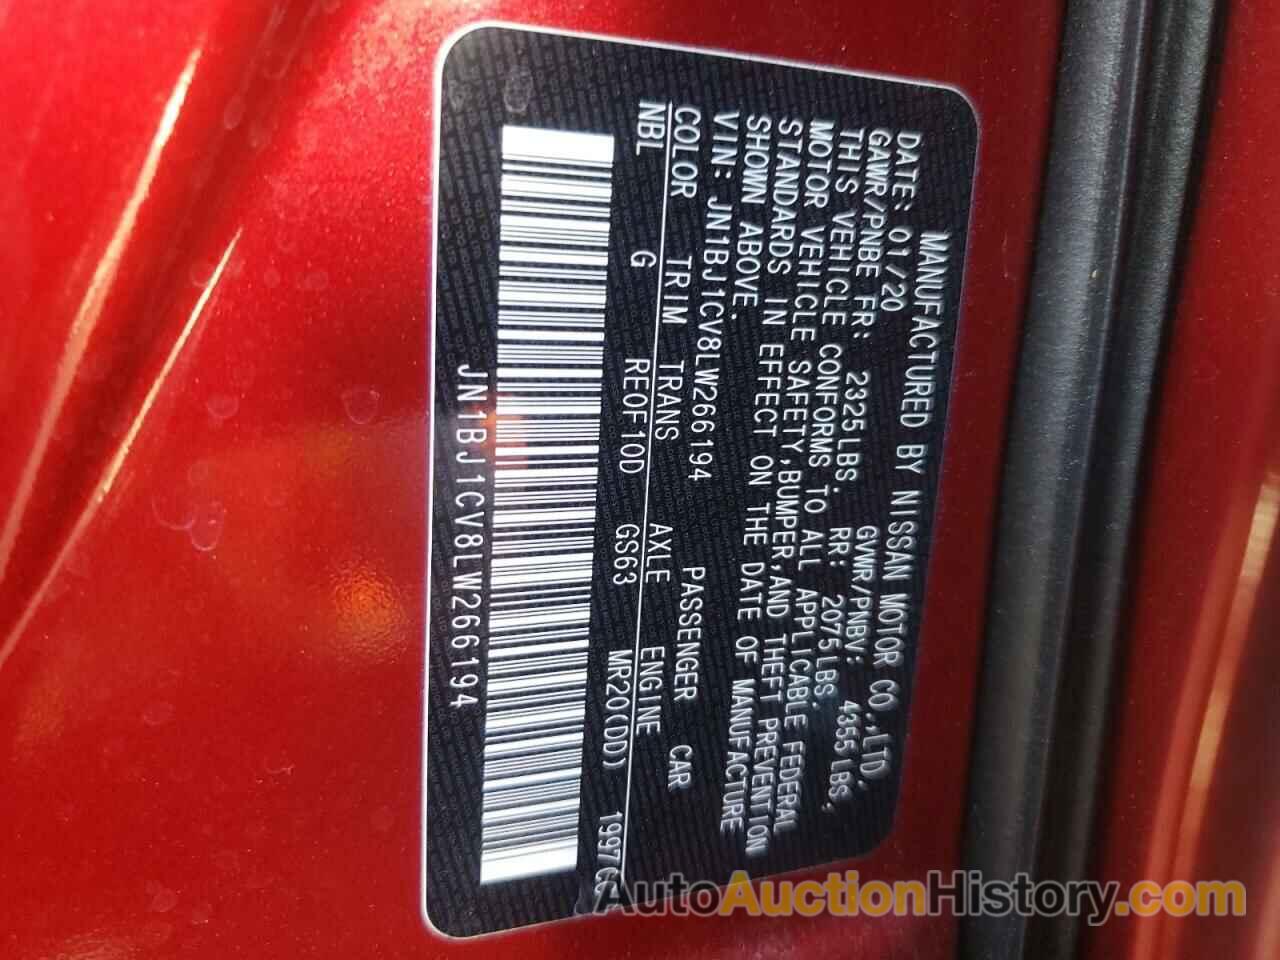 MANUFACTURED BY NISSAN MOTOR CO.,LTD.
DATE: 01/20 GVWR/PNBV: 4355LBS,
GAWR/PNBE FR: 2325LBS. RR: 2075LBS.
THIS VEHICLE CONFORMS TO ALL APPLICABLE FEDERAL
MOTOR VEHICLE SAFETY,BUMPER,AND THEFT PREVENTION
STANDARDS IN EFFECT ON THE DATE OF MANUFACTURE
SHOWN ABOVE.
VIN: JN1BJ1CV8LW266194 PASSENGER CAR
COLOR TRIM TRANS AXLE ENGINE
NBL G RE0F10D GS63 MR20(DD)
JN1BJ1CV8LW266194
AutoAuctionHistory.com